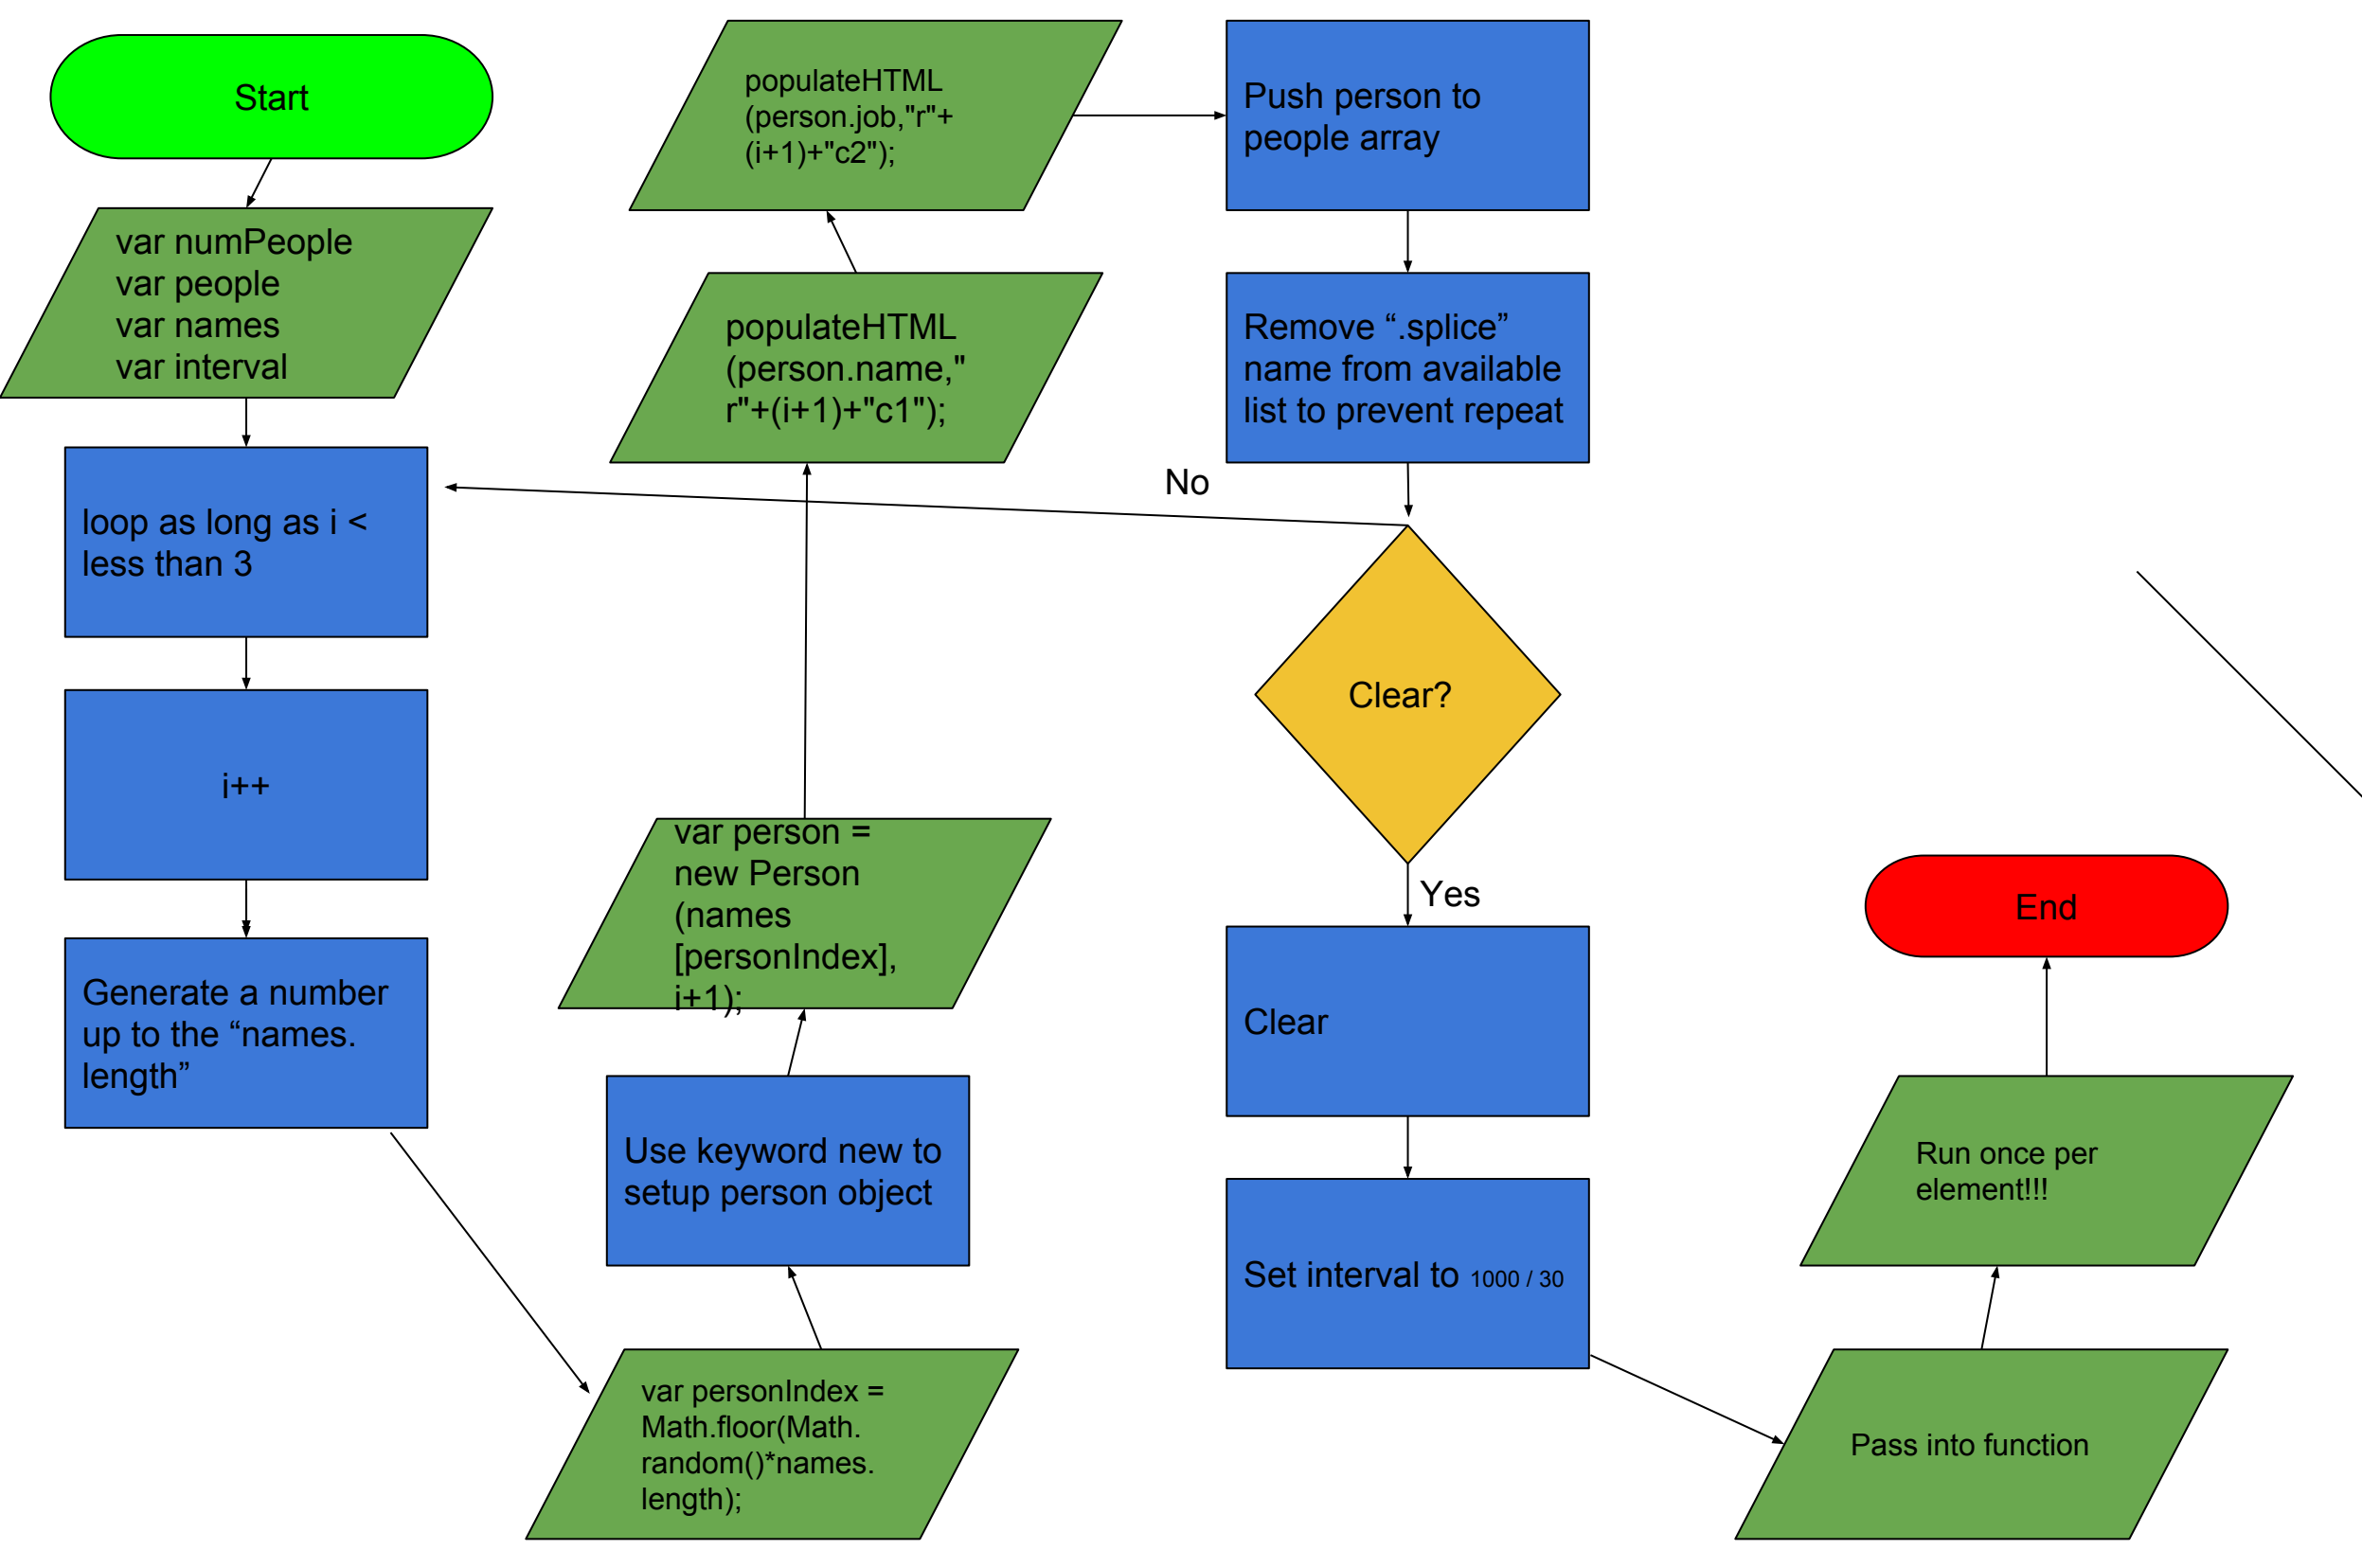 Start
var numPeople
var people
var names
var interval
loop as long as i <
less than 3
i++
Generate a number
up to the “names.
length”
var personIndex =
Math.floor(Math.
random()*names.
length);
Use keyword new to
setup person object
var person =
new Person
(names
[personIndex],
i+1);
populateHTML
(person.name,"
r"+(i+1)+"c1");
populateHTML
(person.job,"r"+
(i+1)+"c2");
Push person to
people array
Remove “.splice”
name from available
list to prevent repeat
No
Clear?
Yes
Clear
Set interval to 1000 / 30
Pass into function
Run once per
element!!!
End